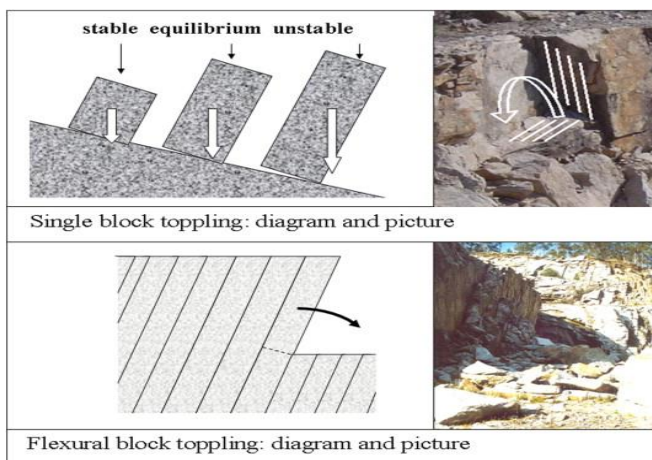 stable equilibrium unstable
Single block toppling: diagram and picture
Flexural block toppling: diagram and picture